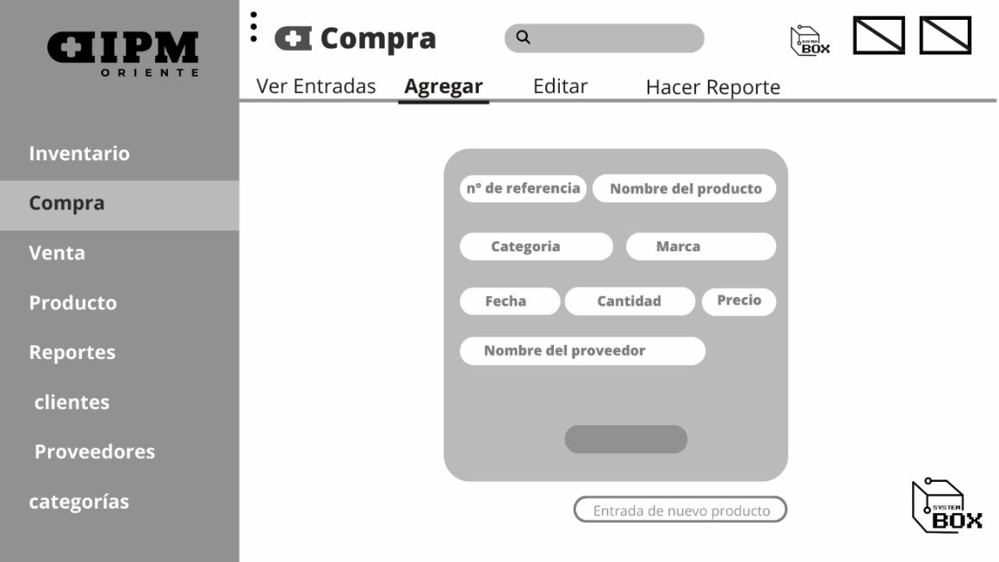 IPM
ORIENTE
Compra
SYSTEM
BOX
Ver Entradas
Agregar
Editar
Hacer Reporte
Inventario
Compra
Venta
Producto
Reportes
clientes
Proveedores
categorías
nº de referencia
Nombre del producto
Categoria
Marca
Fecha
Cantidad
Precio
Nombre del proveedor
Entrada de nuevo producto
SYSTEM
BOX